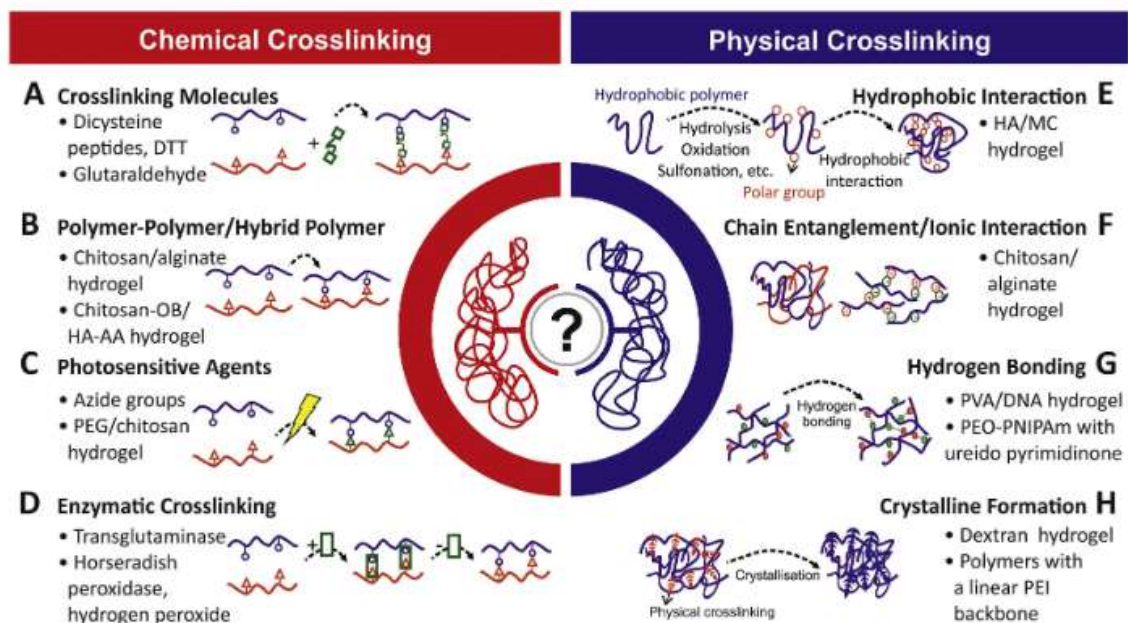 Chemical Crosslinking
Physical Crosslinking
A Crosslinking Molecules
• Dicysteine
peptides, DTT
• Glutaraldehyde
+
B Polymer-Polymer/Hybrid Polymer
• Chitosan/alginate
hydrogel
• Chitosan-OB/
HA-AA hydrogel
C Photosensitive Agents
• Azide groups
• PEG/chitosan
hydrogel
D Enzymatic Crosslinking
• Transglutaminase
• Horseradish
peroxidase,
hydrogen peroxide
+
-
?
Hydrophobic Interaction E
• HA/MC
hydrogel
Hydrophobic polymer
Hydrolysis
Oxidation
Sulfonation, etc.
Polar group
Hydrophobic
interaction
Chain Entanglement/Ionic Interaction F
• Chitosan/
alginate
hydrogel
Hydrogen Bonding G
• PVA/DNA hydrogel
• PEO-PNIPAm with
ureido pyrimidinone
Hydrogen
bonding
Crystalline Formation H
• Dextran hydrogel
• Polymers with
a linear PEI
backbone
Crystallisation
Physical crosslinking